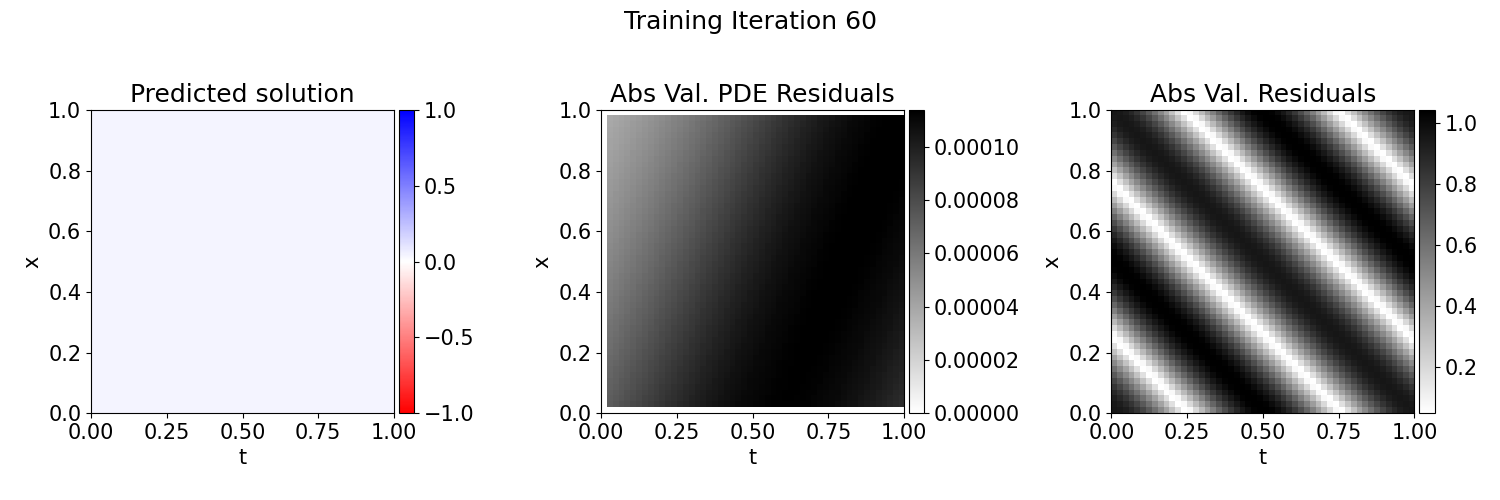 Training Iteration 60
Predicted solution
1.0
0.8
0.6
0.4
0.2
0.0
x
0.00 0.25 0.50 0.75 1.00
t
1.0
0.5
0.0
−0.5
−1.0
Abs Val. PDE Residuals
1.0
0.8
0.6
0.4
0.2
0.0
x
0.00 0.25 0.50 0.75 1.00
t
0.00010
0.00008
0.00006
0.00004
0.00002
0.00000
Abs Val. Residuals
1.0
0.8
0.6
0.4
0.2
0.0
x
0.00 0.25 0.50 0.75 1.00
t
1.0
0.8
0.6
0.4
0.2